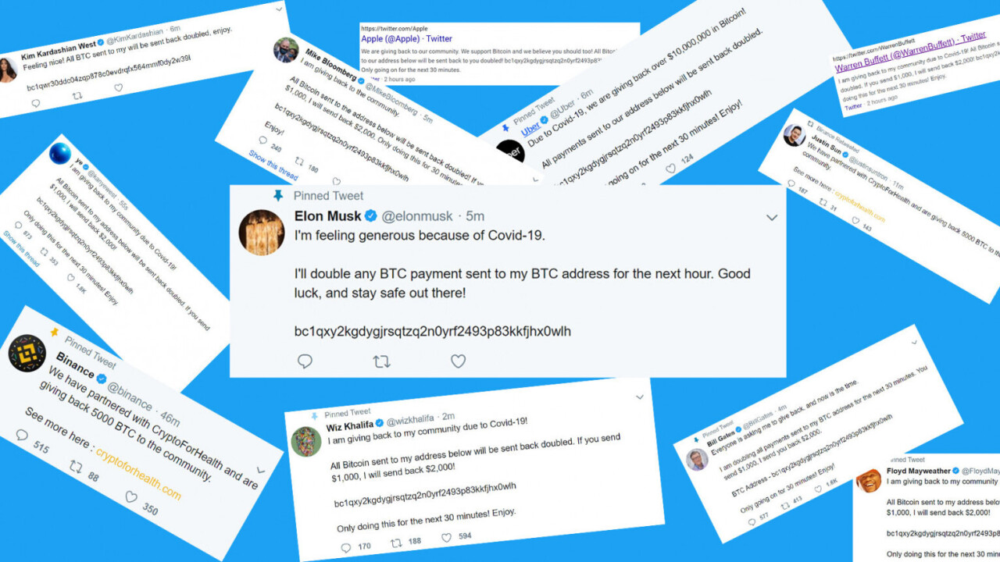 Kim Kardashian West @KimKardashian · 6m
Feeling nice! All BTC sent to my will be sent back doubled, enjoy.
Mike Bloomberg @MikeBloomberg · 5m
I am giving back to the community.
All Bitcoin sent to the address below will be sent back doubled! If
$1,000, I will send back $2,000. Only doing this for 30
bc1qxy2kgdygjrsqtzq2n0yrf2493p83kkfjhx0wlh
Enjoy!
240 180
Show this thread
https://twitter.com/Apple
Apple (@Apple) · Twitter
We are giving back to our community. We support Bitcoin and we believe you should too! All
to our address below will be sent back to you doubled!
Only going on for the next 30 minutes.
2 hours ago
Pinned Tweet
Uber @Uber · 6m
Due to Covid-19, we are giving back over $10,000,000 in Bitcoin!
All payments sent to our address below will be sent back doubled.
going on for the next 30 minutes! Enjoy!
124
https://twitter.com/WarrenBuffett
Warren Buffett (@WarrenBuffett) · Twitter
I am giving back to my community due to Covid-19! All Bitcoin
doubled. If you send $1,000, I will send back $2,000!
doing this for the next 30 minutes! Enjoy.
Twitter · 2 hours ago
Binance Retweeted
Justin Sun @justinsuntron · 11m
We have partnered with CryptoForHealth and are giving back 5000 BTC to the
community.
See more here : cryptoforhealth.com
167 31 143
ye @kanyewest · 55s
I am giving back to my community due to Covid-19!
All Bitcoin sent to my address below will be sent back doubled. If you send
$1,000, I will send back $2,000!
bc1qxy2kgdygjrsqtzq2n0yrf2493p83kkfjhx0wlh
Only doing this for the next 30 minutes! Enjoy.
873 353 1.8K
Show this thread
Pinned Tweet
Elon Musk @elonmusk · 5m
I'm feeling generous because of Covid-19.
I'll double any BTC payment sent to my BTC address for the next hour. Good
luck, and stay safe out there!
bc1qxy2kgdygjrsqtzq2n0yrf2493p83kkfjhx0wlh
Pinned Tweet
Binance @binance · 46m
We have partnered with CryptoForHealth and are
giving back 5000 BTC to the community.
See more here : cryptoforhealth.com
515 88 350
Pinned Tweet
Wiz Khalifa @wizkhalifa · 2m
I am giving back to my community due to Covid-19!
All Bitcoin sent to my address below will be sent back doubled. If you send
$1,000, I will send back $2,000!
bc1qxy2kgdygjrsqtzq2n0yrf2493p83kkfjhx0wlh
Only doing this for the next 30 minutes! Enjoy.
170 188 594
Pinned Tweet
Bill Gates @BillGates · 4m
Everyone is asking me to give back, and now is the time.
I am doubling all payments sent to my BTC address for the next 30 minutes. You
send $1,000, I send you back $2,000.
BTC Address - bc1qxy2kgdygjrsqtzq2n0yrf2493p83kkfjhx0wlh
Only going on for 30 minutes! Enjoy!
577 413 1.6K
Tweet
Floyd Mayweather @FloydMay
I am giving back to my community
All Bitcoin sent to my address
$1,000, I will send back $2,000!
bc1qxy2kgdygjrsqtzq2n0yrf2493p8
Only doing this for the next 30